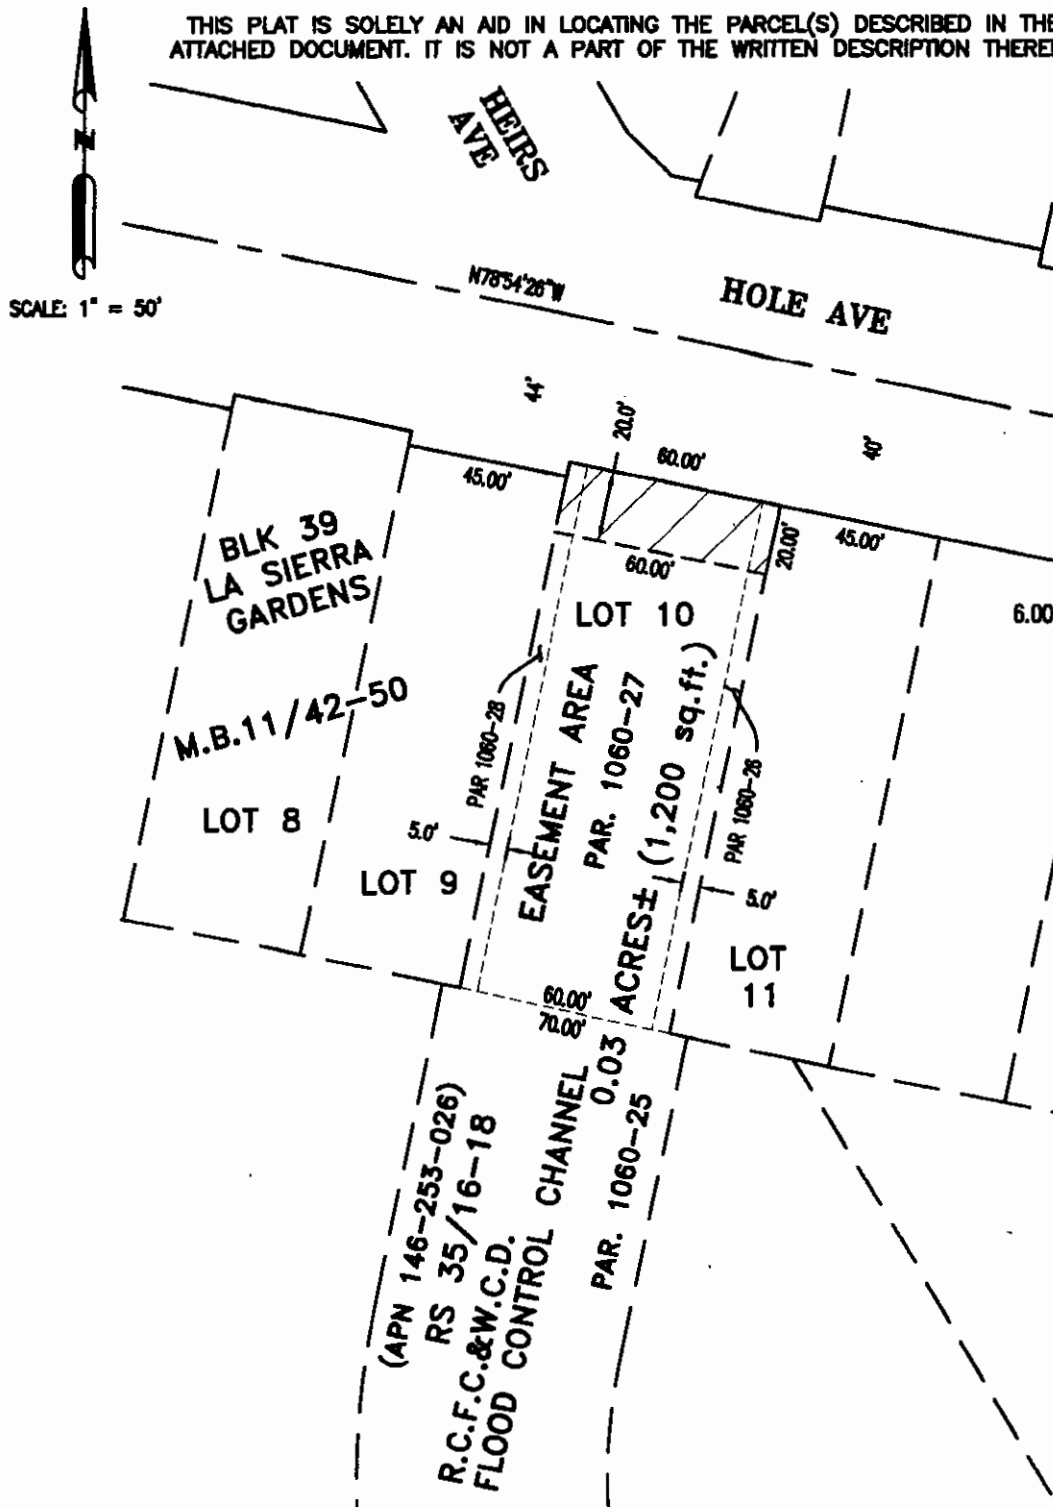 THIS PLAT IS SOLELY AN AID IN LOCATING THE PARCEL(S) DESCRIBED IN THE
ATTACHED DOCUMENT. IT IS NOT A PART OF THE WRITTEN DESCRIPTION THERE
HEIRS
AVE
N
SCALE: 1" = 50'
N78°54'26"W
HOLE AVE
44'
20.0'
60.00'
40'
45.00'
20.00'
45.00'
BLK 39
LA SIERRA
GARDENS
60.00'
LOT 10
6.00
M.B.11/42-50
PAR 1060-28
EASEMENT AREA
PAR. 1060-27
0.03 ACRES± (1,200 sq.ft.)
PAR 1060-26
LOT 8
5.0'
LOT 9
5.0'
LOT
11
60.00'
70.00'
(APN 146-253-026)
RS 35/16-18
R.C.F.C.&W.C.D.
FLOOD CONTROL CHANNEL
PAR. 1060-25